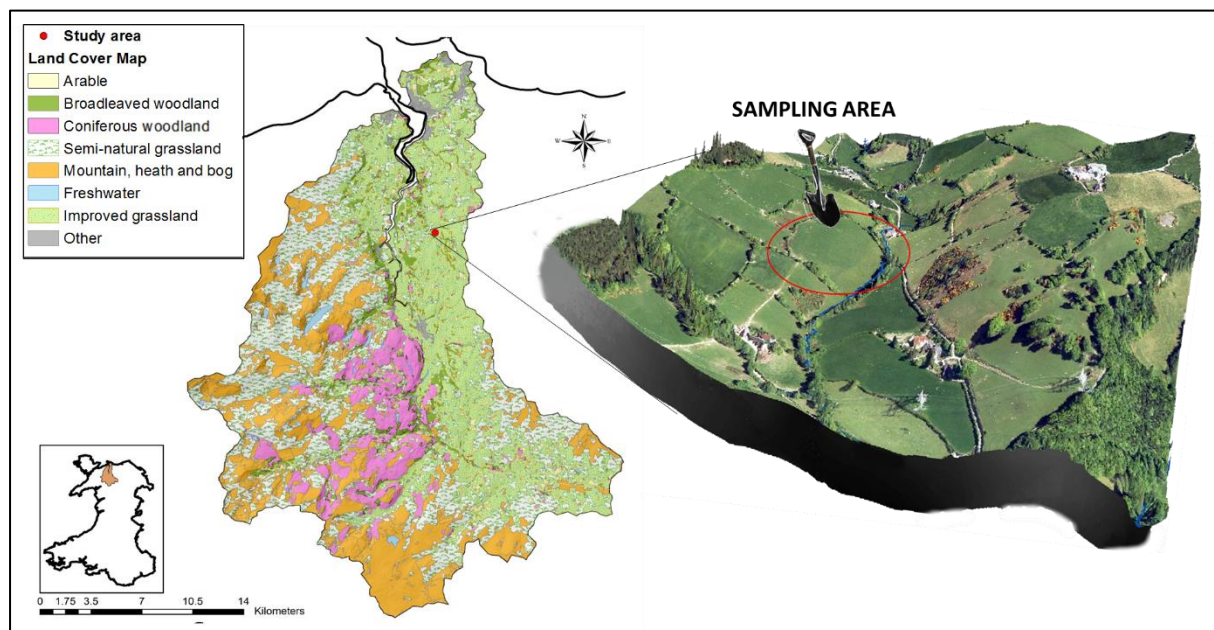 Study area
Land Cover Map
Arable
Broadleaved woodland
Coniferous woodland
Semi-natural grassland
Mountain, heath and bog
Freshwater
Improved grassland
Other
SAMPLING AREA
N
W
E
S
0 1.75 3.5 7 10.5 14
Kilometers